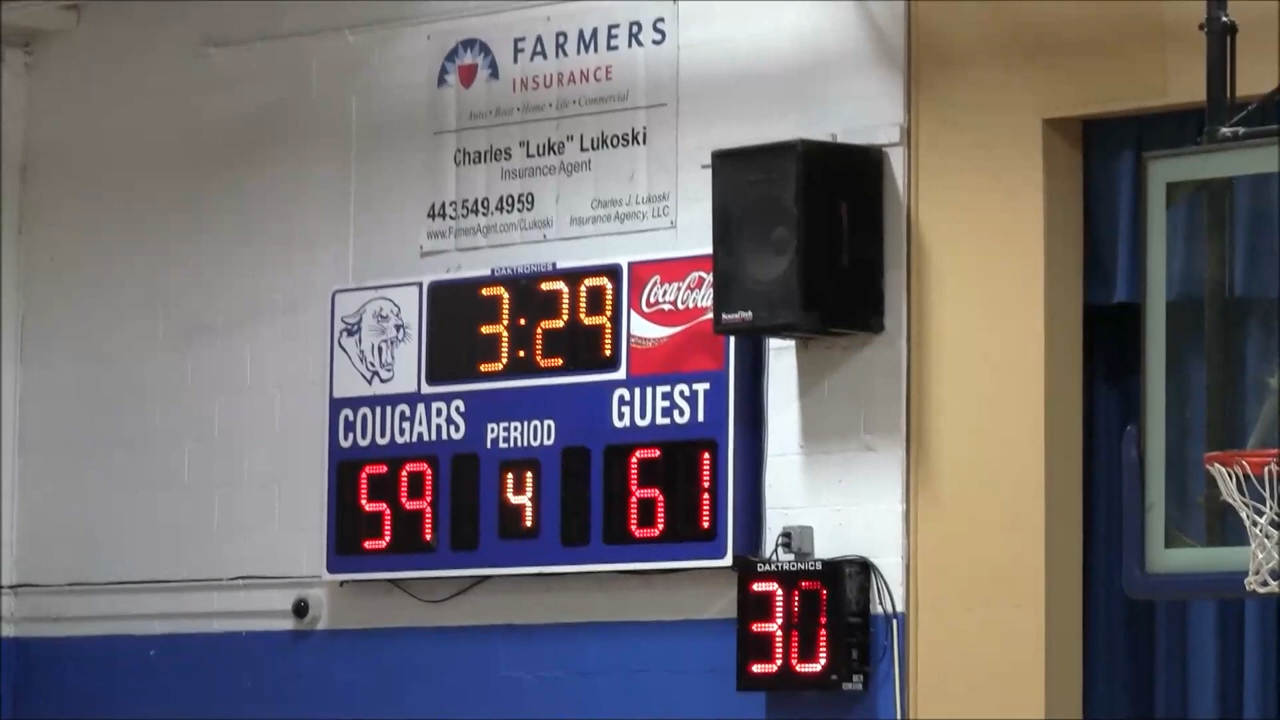 FARMERS
INSURANCE
Auto • Boat • Home • Life • Commercial
Charles "Luke" Lukoski
Insurance Agent
443.549.4959
www.FarmersAgent.com/CLukoski
Charles J. Lukoski
Insurance Agency, LLC
DAKTRONICS
3:29
Coca-Cola
SoundTech
COUGARS
PERIOD
GUEST
59
4
61
DAKTRONICS
30